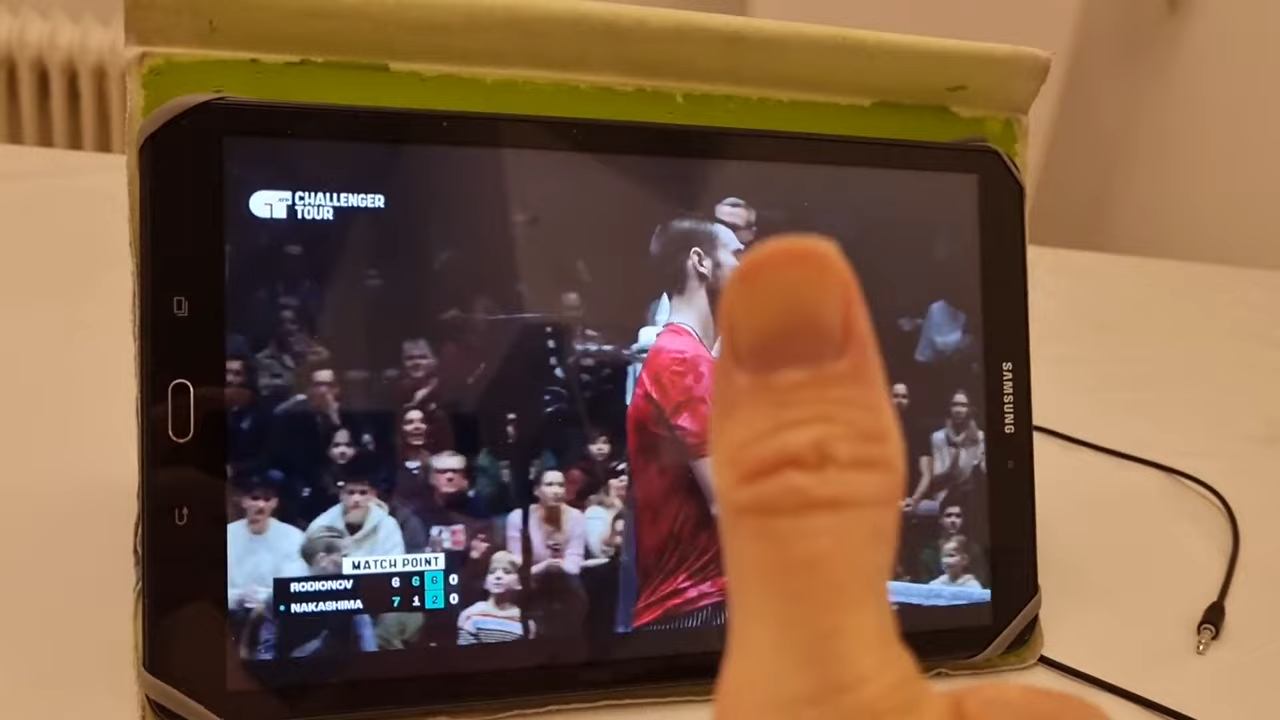 CHALLENGER
TOUR
SAMSUNG
MATCH POINT
RODIONOV 6 6 6 0
NAKASHIMA 7 1 2 0